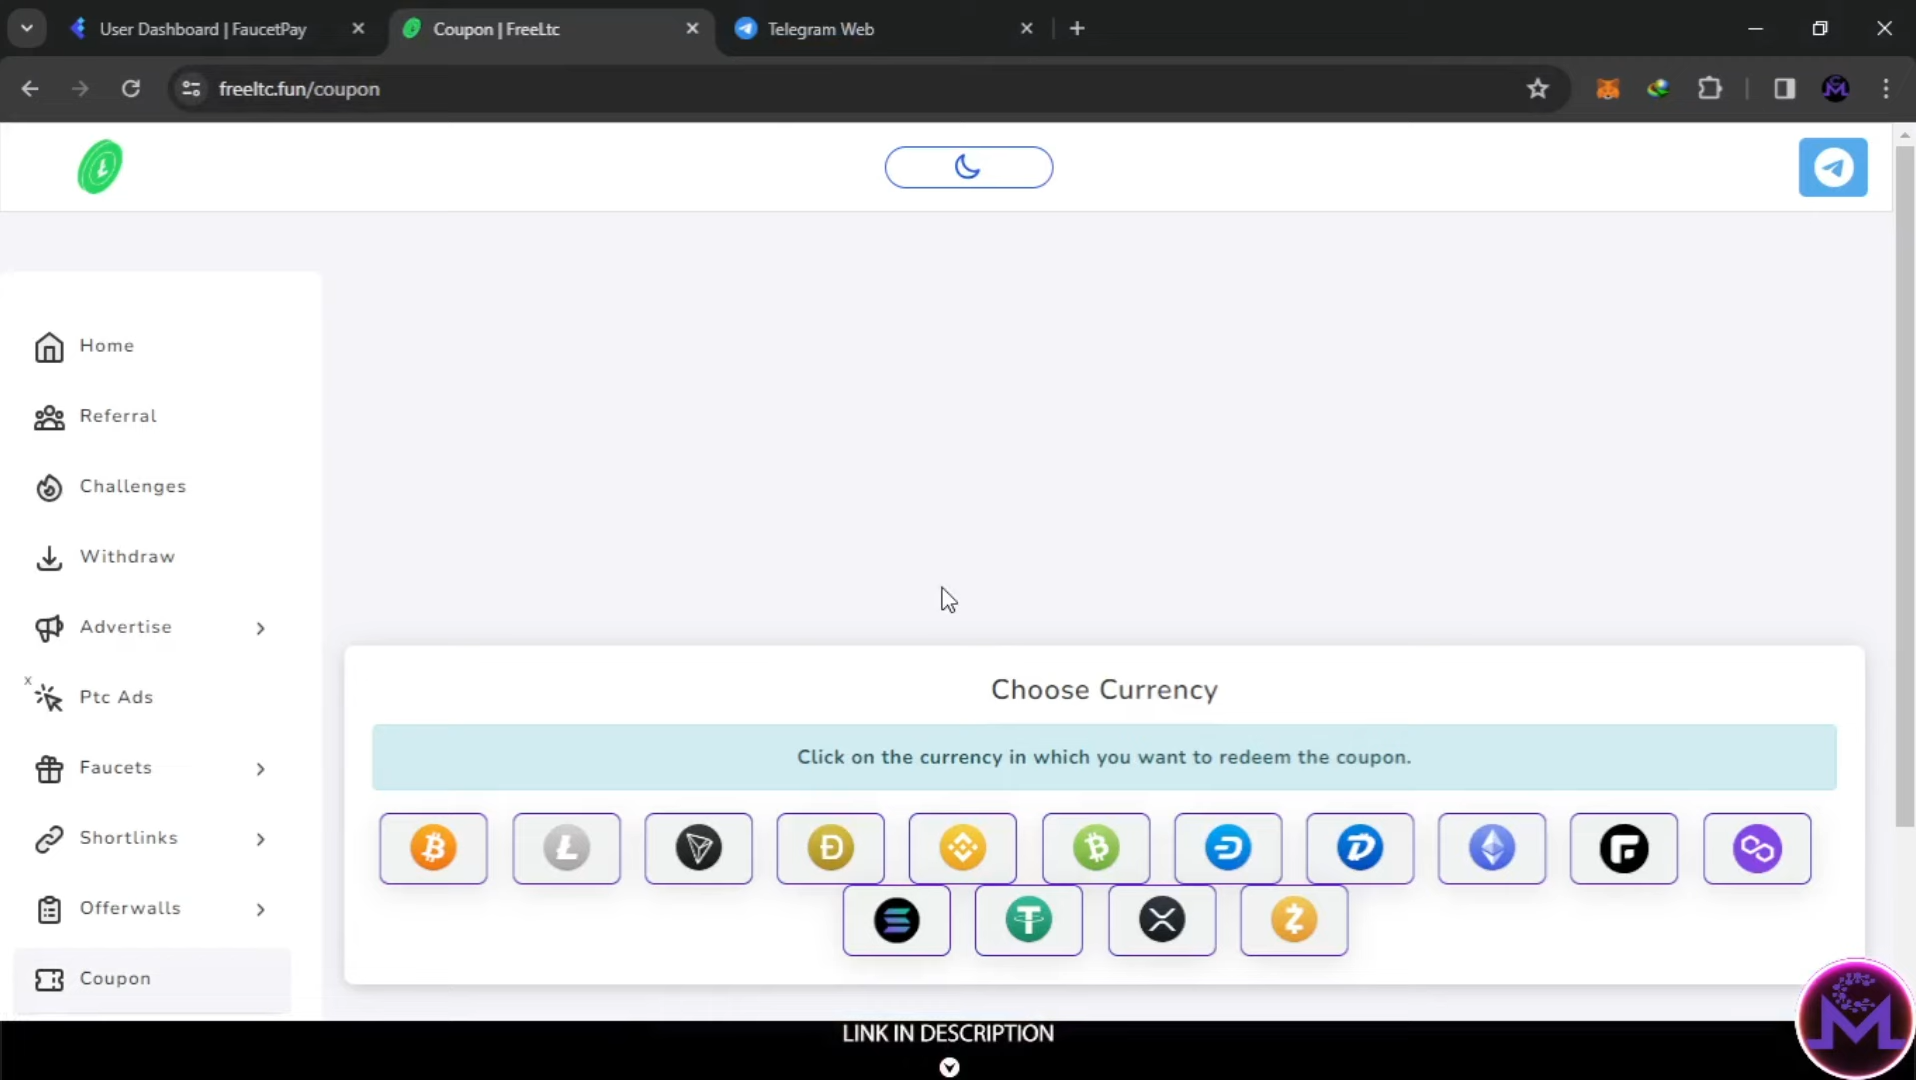 User Dashboard | FaucetPay
Coupon | FreeLtc
Telegram Web
freeltc.fun/coupon
Home
Referral
Challenges
Withdraw
Advertise
x
Ptc Ads
Faucets
Shortlinks
Offerwalls
Coupon
Choose Currency
Click on the currency in which you want to redeem the coupon.
LINK IN DESCRIPTION